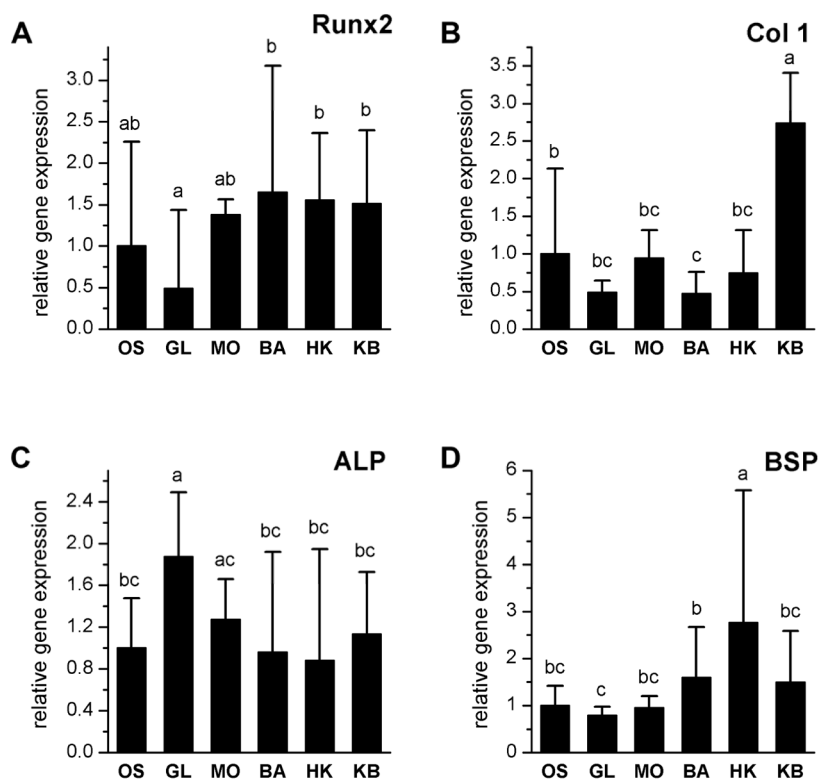 A
Runx2
relative gene expression
3.0
2.5
2.0
1.5
1.0
0.5
0.0
ab
a
ab
b
b
b
OS GL MO BA HK KB
B
Col 1
relative gene expression
3.5
3.0
2.5
2.0
1.5
1.0
0.5
0.0
b
bc
bc
c
bc
a
OS GL MO BA HK KB
C
ALP
relative gene expression
2.4
2.0
1.6
1.2
0.8
0.4
0.0
bc
a
ac
bc
bc
bc
OS GL MO BA HK KB
D
BSP
relative gene expression
6
5
4
3
2
1
0
bc
c
bc
b
a
bc
OS GL MO BA HK KB